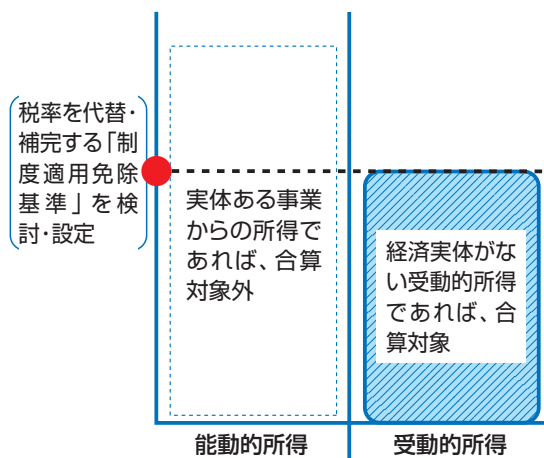 税率を代替・
補完する「制
度適用免除
基準」を検
討・設定
実体ある事業
からの所得で
あれば、合算
対象外
経済実体がな
い受動的所得
であれば、合
算対象
能動的所得
受動的所得